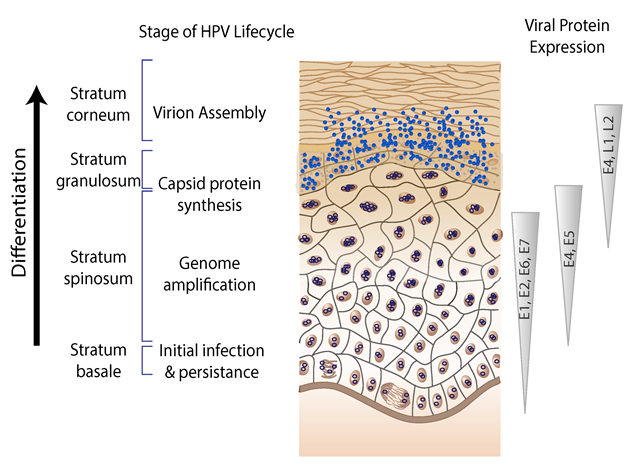 Stage of HPV Lifecycle
Viral Protein
Expression
Differentiation
Stratum
corneum
Virion Assembly
Stratum
granulosum
Capsid protein
synthesis
Stratum
spinosum
Genome
amplification
Stratum
basale
Initial infection
& persistance
E1, E2, E6, E7
E4, E5
E4, L1, L2